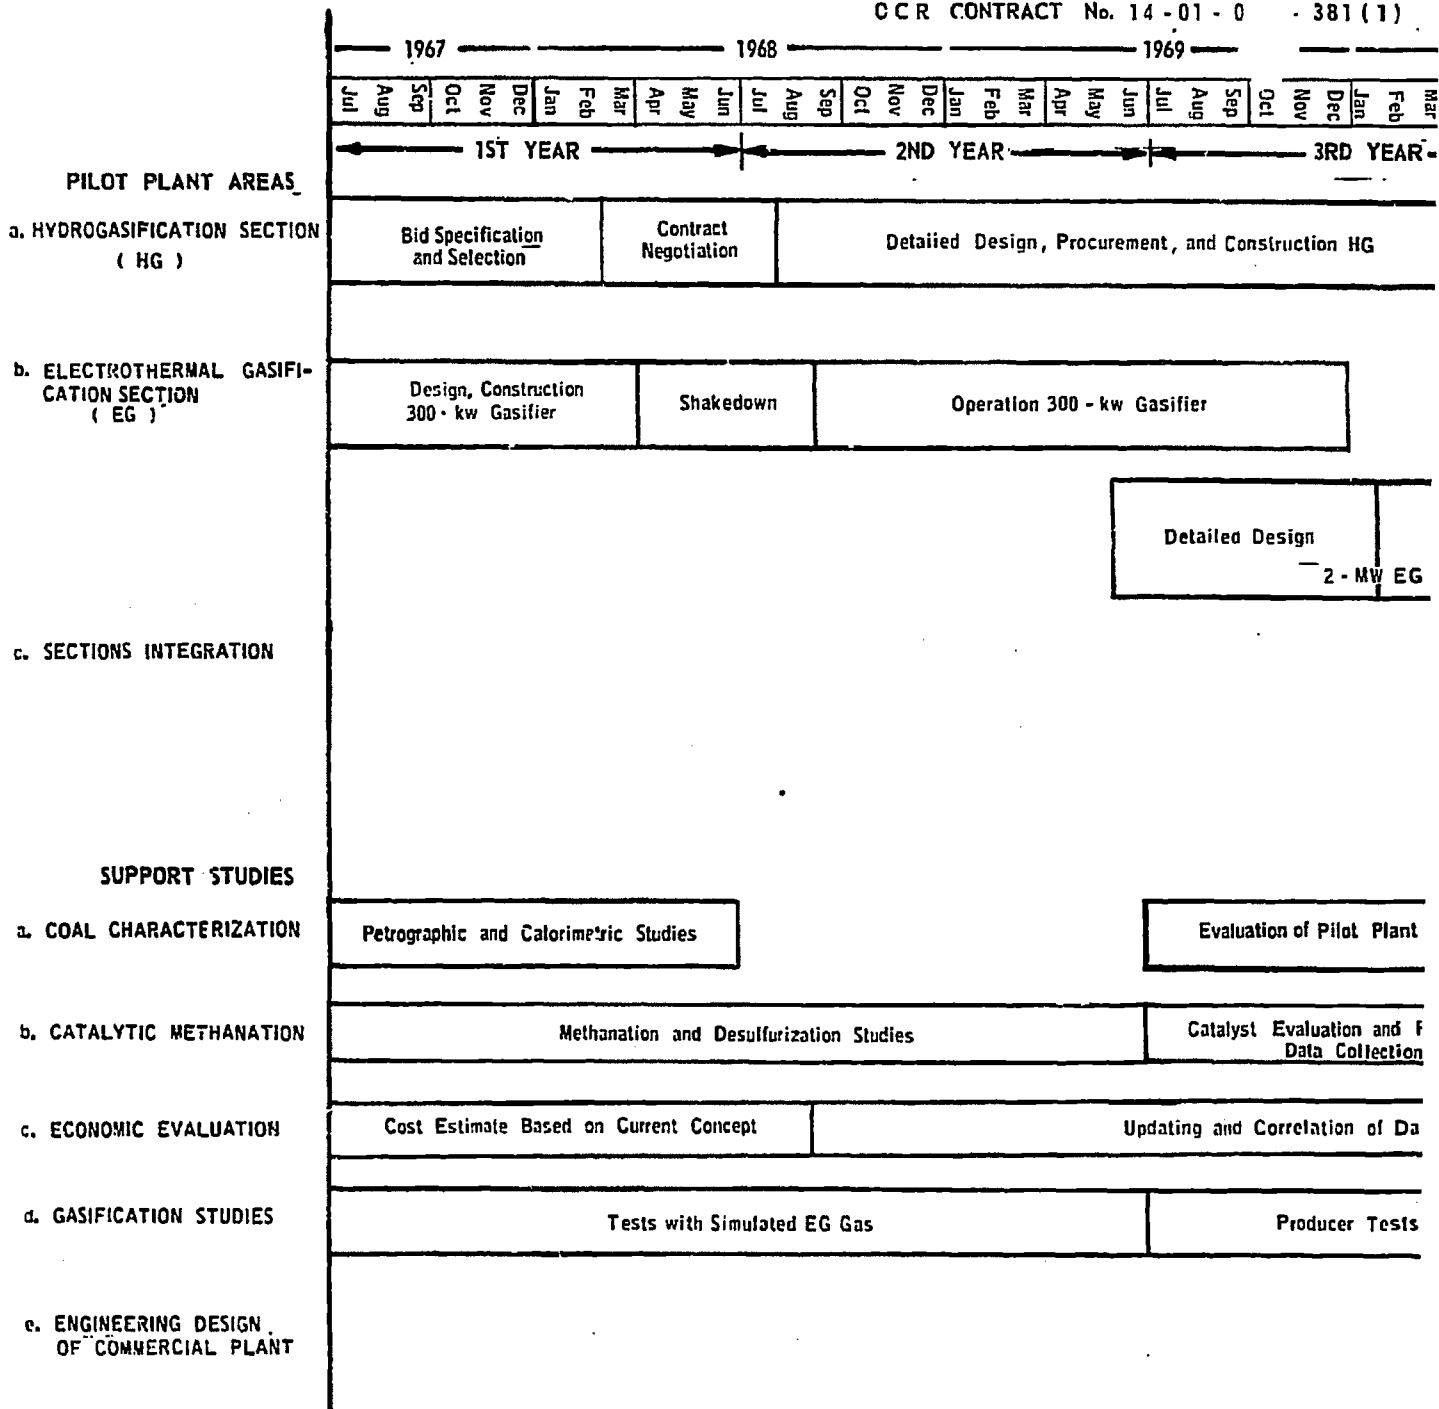 OCR CONTRACT No. 14-01-0 - 381(1)
1967 1968 1969
Jul Aug Sep Oct Nov Dec Jan Feb Mar Apr May Jun Jul Aug Sep Oct Nov Dec Jan Feb Mar Apr May Jun Jul Aug Sep Oct Nov Dec Jan Feb Mar
1ST YEAR 2ND YEAR 3RD YEAR
PILOT PLANT AREAS
a. HYDROGASIFICATION SECTION
( HG )
Bid Specification
and Selection
Contract
Negotiation
Detailed Design, Procurement, and Construction HG
b. ELECTROTHERMAL GASIFI-
CATION SECTION
( EG )
Design, Construction
300-kw Gasifier
Shakedown
Operation 300-kw Gasifier
Detailed Design
2-MW EG
c. SECTIONS INTEGRATION
SUPPORT STUDIES
a. COAL CHARACTERIZATION
Petrographic and Calorimetric Studies
Evaluation of Pilot Plant
b. CATALYTIC METHANATION
Methanation and Desulfurization Studies
Catalyst Evaluation and
Data Collection
c. ECONOMIC EVALUATION
Cost Estimate Based on Current Concept
Updating and Correlation of Da
d. GASIFICATION STUDIES
Tests with Simulated EG Gas
Producer Tests
e. ENGINEERING DESIGN
OF COMMERCIAL PLANT